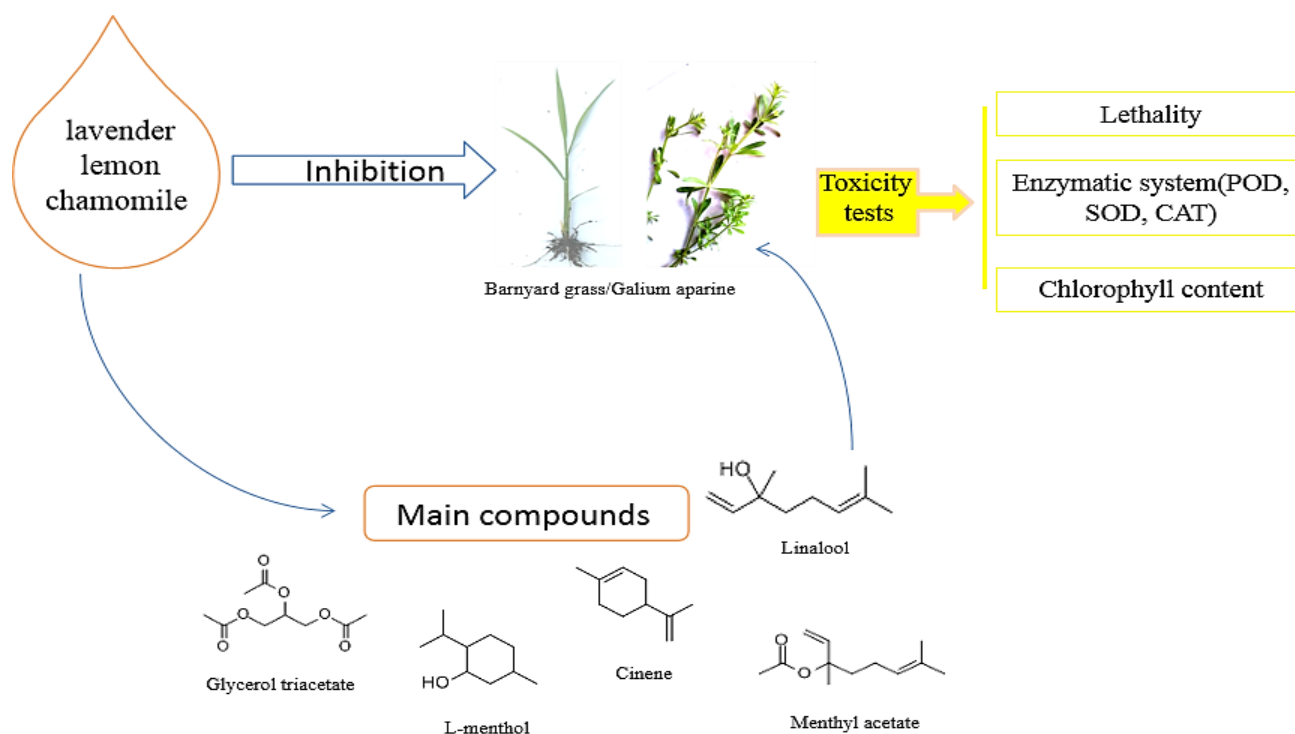 lavender
lemon
chamomile
Inhibition
Barnyard grass/Galium aparine
Toxicity
tests
Lethality
Enzymatic system(POD,
SOD, CAT)
Chlorophyll content
Main compounds
HO
Linalool
O
O
O
O
O
O
Glycerol triacetate
HO
L-menthol
Cinene
O
O
Menthyl acetate